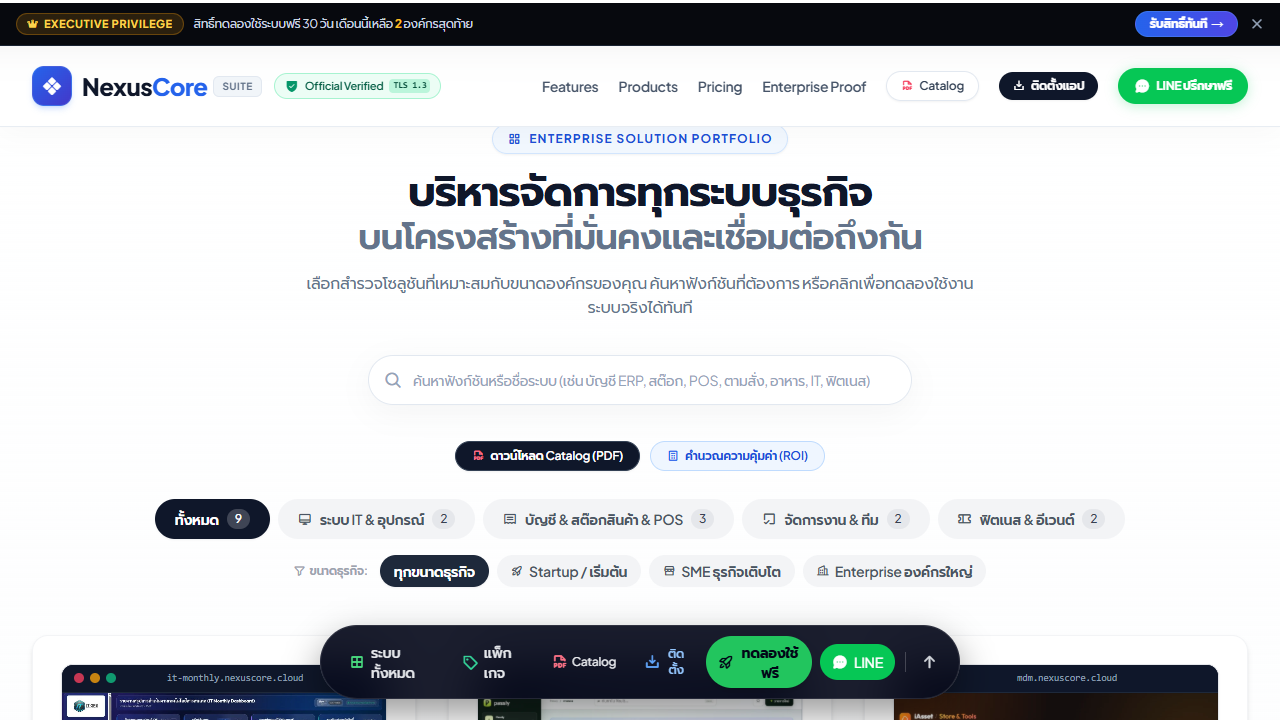 EXECUTIVE PRIVILEGE สิทธิ์ทดลองใช้ระบบฟรี 30 วัน เดือนนี้เหลือ 2 องค์กรสุดท้าย รับสิทธิ์ทันที →
NexusCore SUITE Official Verified TLS 1.3 Features Products Pricing Enterprise Proof Catalog ติดตั้งแอป LINE ปรึกษาฟรี
ENTERPRISE SOLUTION PORTFOLIO
บริหารจัดการทุกระบบธุรกิจ
บนโครงสร้างที่มั่นคงและเชื่อมต่อถึงกัน
เลือกสำรวจโซลูชันที่เหมาะสมกับขนาดองค์กรของคุณ ค้นหาฟังก์ชันที่ต้องการ หรือคลิกเพื่อทดลองใช้งาน
ระบบจริงได้ทันที
ค้นหาฟังก์ชันหรือชื่อระบบ (เช่น บัญชี ERP, สต๊อก, POS, ตามสั่ง, อาหาร, IT, ฟิตเนส)
ดาวน์โหลด Catalog (PDF) คำนวณความคุ้มค่า (ROI)
ทั้งหมด 9 ระบบ IT & อุปกรณ์ 2 บัญชี & สต๊อกสินค้า & POS 3 จัดการงาน & ทีม 2 ฟิตเนส & อีเวนต์ 2
ขนาดธุรกิจ: ทุกขนาดธุรกิจ Startup / เริ่มต้น SME ธุรกิจเติบโต Enterprise องค์กรใหญ่
ระบบ
ทั้งหมด
แพ็ก
เกจ
Catalog
ติด
ตั้ง
ทดลองใช้
ฟรี
LINE
it-monthly.nexuscore.cloud
mdm.nexuscore.cloud
iAsset Store & Tools